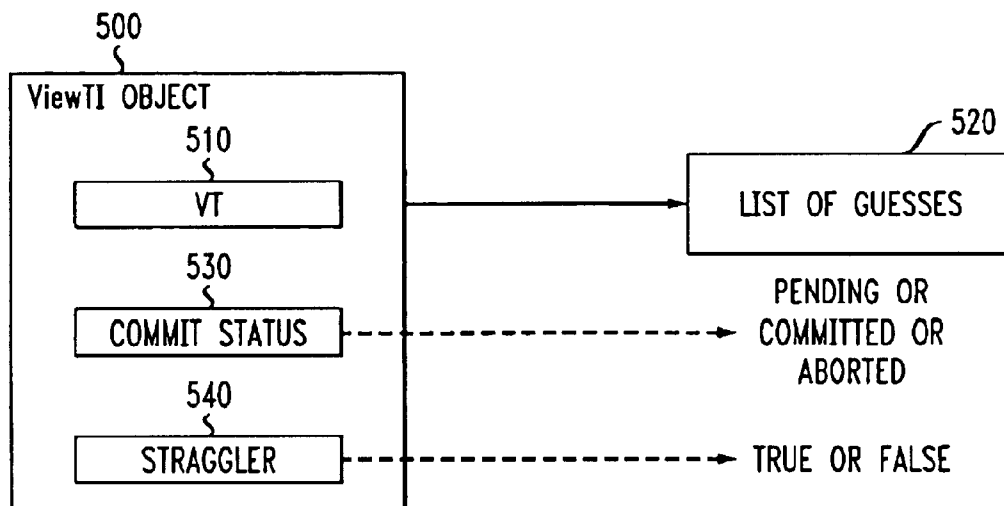 500
ViewTI OBJECT
510
VT
520
LIST OF GUESSES
530
COMMIT STATUS
PENDING OR
COMMITTED OR
ABORTED
540
STRAGGLER
TRUE OR FALSE